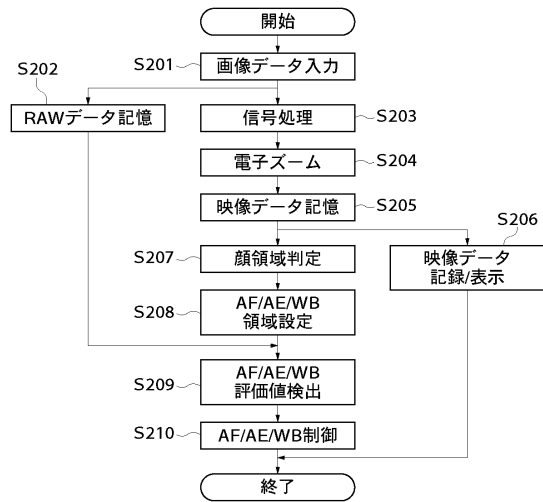 開始
S201
画像データ入力
S202
RAWデータ記憶
信号処理
S203
電子ズーム
S204
映像データ記憶
S205
S206
映像データ
記録/表示
S207
顔領域判定
S208
AF/AE/WB
領域設定
S209
AF/AE/WB
評価値検出
S210
AF/AE/WB制御
終了